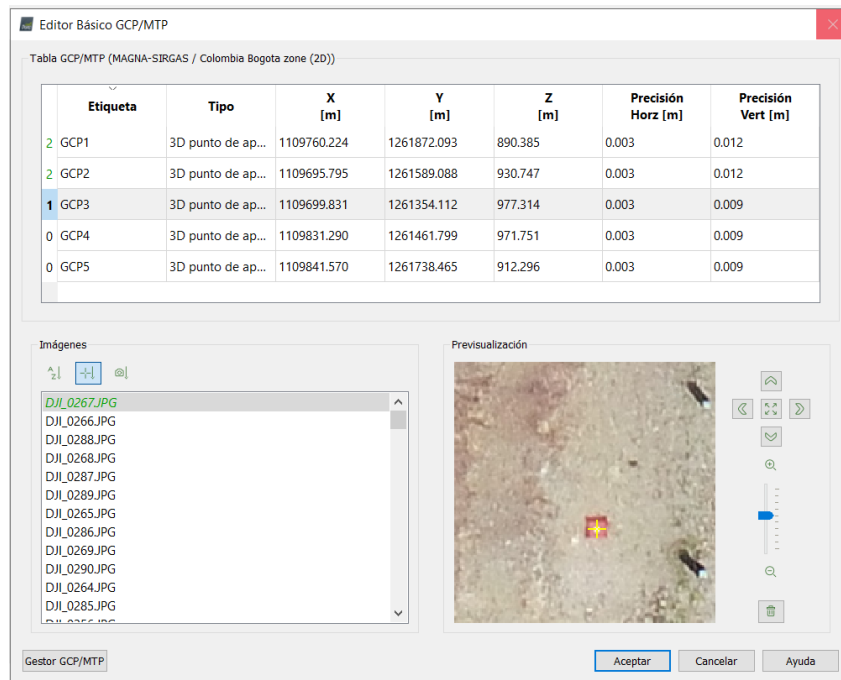 Editor Básico GCP/MTP
Tabla GCP/MTP (MAGNA-SIRGAS / Colombia Bogota zone (2D))
Etiqueta Tipo X [m] Y [m] Z [m] Precisión Horz [m] Precisión Vert [m]
2 GCP1 3D punto de ap... 1109760.224 1261872.093 890.385 0.003 0.012
2 GCP2 3D punto de ap... 1109695.795 1261589.088 930.747 0.003 0.012
1 GCP3 3D punto de ap... 1109699.831 1261354.112 977.314 0.003 0.009
0 GCP4 3D punto de ap... 1109831.290 1261461.799 971.751 0.003 0.009
0 GCP5 3D punto de ap... 1109841.570 1261738.465 912.296 0.003 0.009
Imágenes
DJI_0267.JPG
DJI_0266.JPG
DJI_0288.JPG
DJI_0268.JPG
DJI_0287.JPG
DJI_0289.JPG
DJI_0265.JPG
DJI_0286.JPG
DJI_0269.JPG
DJI_0290.JPG
DJI_0264.JPG
DJI_0285.JPG
Previsualización
Gestor GCP/MTP
Aceptar
Cancelar
Ayuda